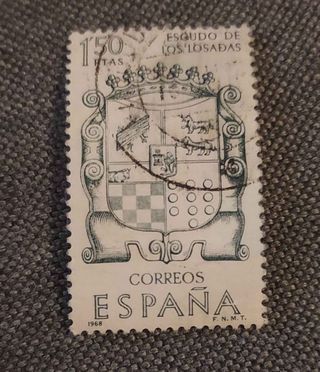 1'50 ESCUDO DE
PTAS LOS LOSADAS
CORREOS
ESPAÑA
1968 F.N.M.T.